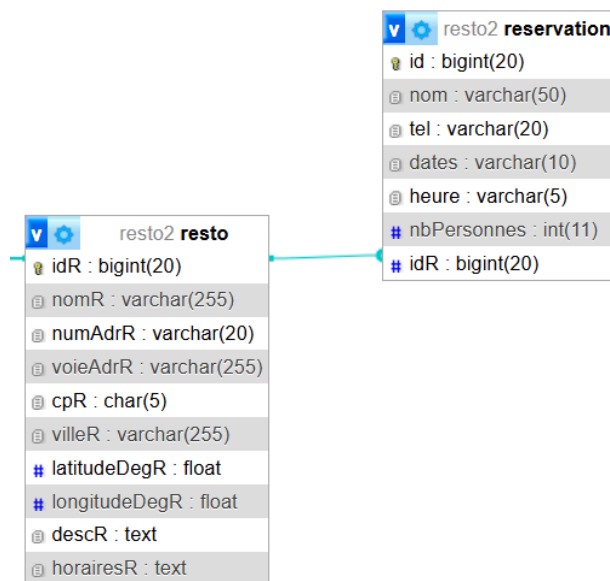 v resto2 reservation
id : bigint(20)
nom : varchar(50)
tel : varchar(20)
dates : varchar(10)
heure : varchar(5)
# nbPersonnes : int(11)
# idR : bigint(20)
v resto2 resto
idR : bigint(20)
nomR : varchar(255)
numAdrR : varchar(20)
voieAdrR : varchar(255)
cpR : char(5)
villeR : varchar(255)
# latitudeDegR : float
# longitudeDegR : float
descR : text
horairesR : text